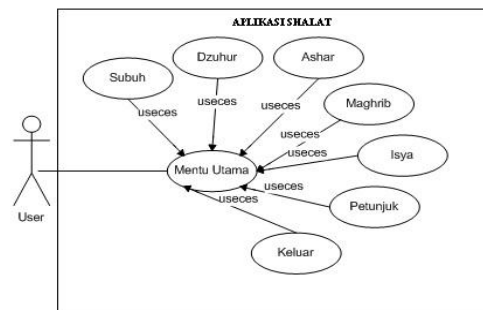 APLIKASI SHALAT
Dzuhur
Ashar
Subuh
useces
useces
useces
Maghrib
useces
useces
Isya
Mentu Utama
useces
useces
Petunjuk
User
Keluar